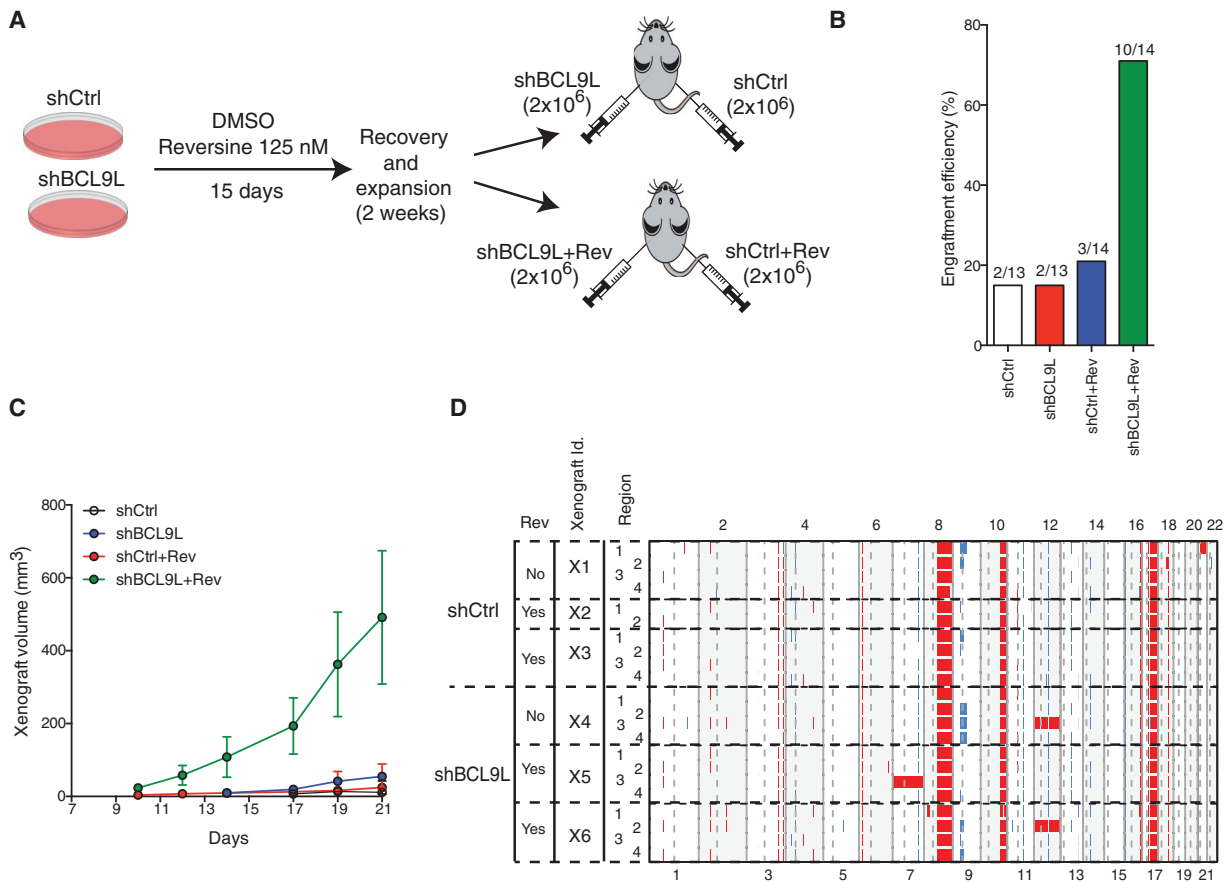 A
shCtrl
shBCL9L
DMSO
Reversine 125 nM
15 days
Recovery
and
expansion
(2 weeks)
shBCL9L
(2x10^6)
shCtrl
(2x10^6)
shBCL9L+Rev
(2x10^6)
shCtrl+Rev
(2x10^6)
B
Engraftment efficiency (%)
80
60
40
20
0
2/13
2/13
3/14
10/14
shCtrl
shBCL9L
shCtrl+Rev
shBCL9L+Rev
C
Xenograft volume (mm³)
800
600
400
200
0
shCtrl
shBCL9L
shCtrl+Rev
shBCL9L+Rev
7 9 11 13 15 17 19 21
Days
D
Rev
Xenograft Id.
Region
2 4 6 8 10 12 14 16 18 20 22
shCtrl
No X1 1 2 3 4
Yes X2 1 2
Yes X3 1 2 3 4
shBCL9L
No X4 1 2 3 4
Yes X5 1 2 3 4
Yes X6 1 2 3 4
1 3 5 7 9 11 13 15 17 19 21